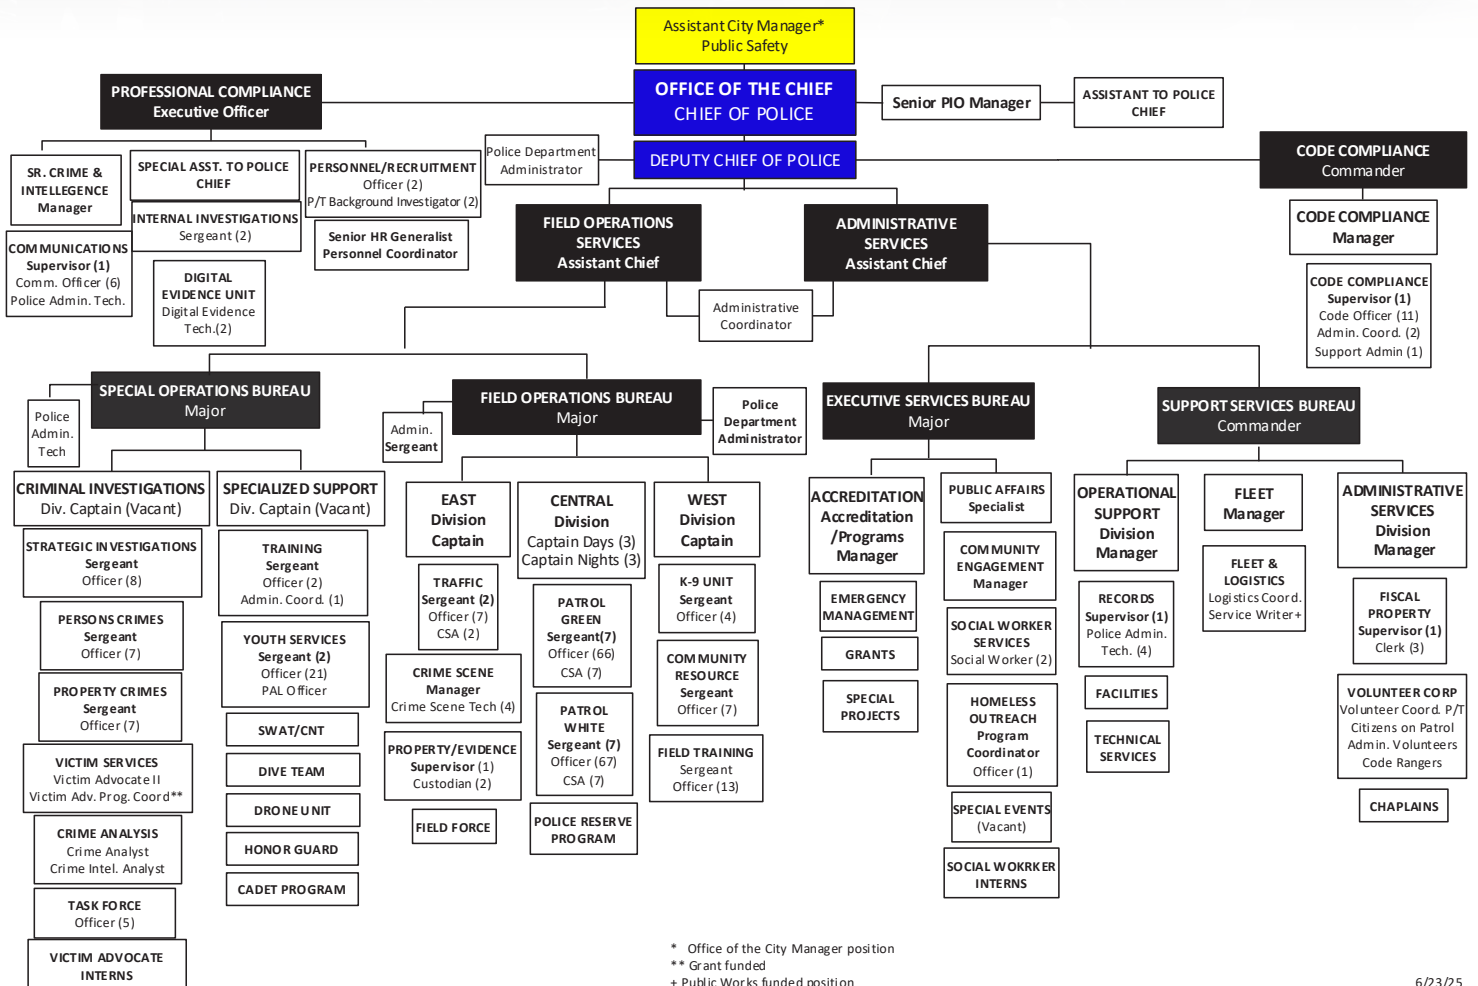 Assistant City Manager*
Public Safety
OFFICE OF THE CHIEF
CHIEF OF POLICE
PROFESSIONAL COMPLIANCE
Executive Officer
Senior PIO Manager
ASSISTANT TO POLICE
CHIEF
DEPUTY CHIEF OF POLICE
Police Department
Administrator
CODE COMPLIANCE
Commander
SR. CRIME &
INTELLEGENCE
Manager
SPECIAL ASST. TO POLICE
CHIEF
PERSONNEL/RECRUITMENT
Officer (2)
P/T Background Investigator (2)
INTERNAL INVESTIGATIONS
Sergeant (2)
Senior HR Generalist
Personnel Coordinator
COMMUNICATIONS
Supervisor (1)
Comm. Officer (6)
Police Admin. Tech.
DIGITAL
EVIDENCE UNIT
Digital Evidence
Tech.(2)
FIELD OPERATIONS
SERVICES
Assistant Chief
ADMINISTRATIVE
SERVICES
Assistant Chief
Administrative
Coordinator
CODE COMPLIANCE
Manager
CODE COMPLIANCE
Supervisor (1)
Code Officer (11)
Admin. Coord. (2)
Support Admin (1)
SPECIAL OPERATIONS BUREAU
Major
Police
Admin.
Tech
FIELD OPERATIONS BUREAU
Major
Admin.
Sergeant
Police
Department
Administrator
EXECUTIVE SERVICES BUREAU
Major
SUPPORT SERVICES BUREAU
Commander
CRIMINAL INVESTIGATIONS
Div. Captain (Vacant)
STRATEGIC INVESTIGATIONS
Sergeant
Officer (8)
PERSONS CRIMES
Sergeant
Officer (7)
PROPERTY CRIMES
Sergeant
Officer (7)
VICTIM SERVICES
Victim Advocate II
Victim Adv. Prog. Coord**
CRIME ANALYSIS
Crime Analyst
Crime Intel. Analyst
TASK FORCE
Officer (5)
VICTIM ADVOCATE
INTERNS
SPECIALIZED SUPPORT
Div. Captain (Vacant)
TRAINING
Sergeant
Officer (2)
Admin. Coord. (1)
YOUTH SERVICES
Sergeant (2)
Officer (21)
PAL Officer
SWAT/CNT
DIVE TEAM
DRONE UNIT
HONOR GUARD
CADET PROGRAM
EAST
Division
Captain
TRAFFIC
Sergeant (2)
Officer (7)
CSA (2)
CRIME SCENE
Manager
Crime Scene Tech (4)
PROPERTY/EVIDENCE
Supervisor (1)
Custodian (2)
FIELD FORCE
CENTRAL
Division
Captain Days (3)
Captain Nights (3)
PATROL
GREEN
Sergeant(7)
Officer (66)
CSA (7)
PATROL
WHITE
Sergeant (7)
Officer (67)
CSA (7)
POLICE RESERVE
PROGRAM
WEST
Division
Captain
K-9 UNIT
Sergeant
Officer (4)
COMMUNITY
RESOURCE
Sergeant
Officer (7)
FIELD TRAINING
Sergeant
Officer (13)
ACCREDITATION
Accreditation
/Programs
Manager
EMERGENCY
MANAGEMENT
GRANTS
SPECIAL
PROJECTS
PUBLIC AFFAIRS
Specialist
COMMUNITY
ENGAGEMENT
Manager
SOCIAL WORKER
SERVICES
Social Worker (2)
HOMELESS
OUTREACH
Program
Coordinator
Officer (1)
SPECIAL EVENTS
(Vacant)
SOCIAL WOKRKER
INTERNS
OPERATIONAL
SUPPORT
Division
Manager
RECORDS
Supervisor (1)
Police Admin.
Tech. (4)
FACILITIES
TECHNICAL
SERVICES
FLEET
Manager
FLEET &
LOGISTICS
Logistics Coord.
Service Writer+
ADMINISTRATIVE
SERVICES
Division
Manager
FISCAL
PROPERTY
Supervisor (1)
Clerk (3)
VOLUNTEER CORP
Volunteer Coord. P/T
Citizens on Patrol
Admin. Volunteers
Code Rangers
CHAPLAINS
* Office of the City Manager position
** Grant funded
+ Public Works funded position
6/23/25